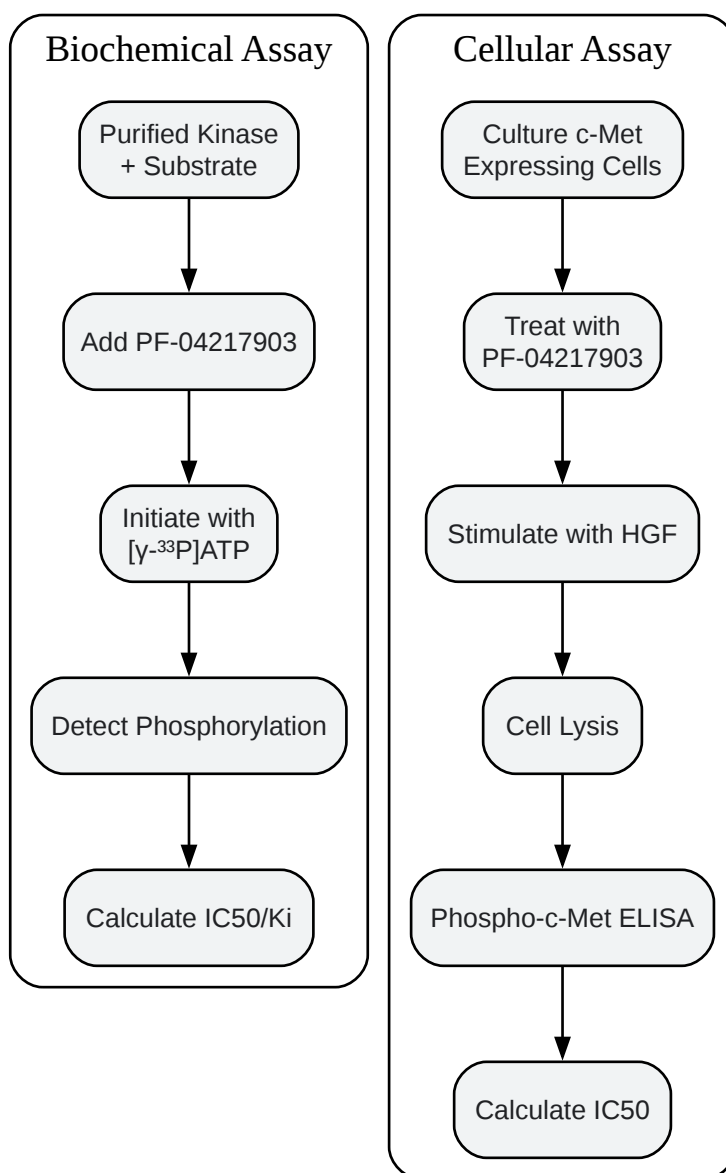 Biochemical Assay
Purified Kinase
+ Substrate
Add PF-04217903
Initiate with
[γ-³³P]ATP
Detect Phosphorylation
Calculate IC50/Ki
Cellular Assay
Culture c-Met
Expressing Cells
Treat with
PF-04217903
Stimulate with HGF
Cell Lysis
Phospho-c-Met ELISA
Calculate IC50